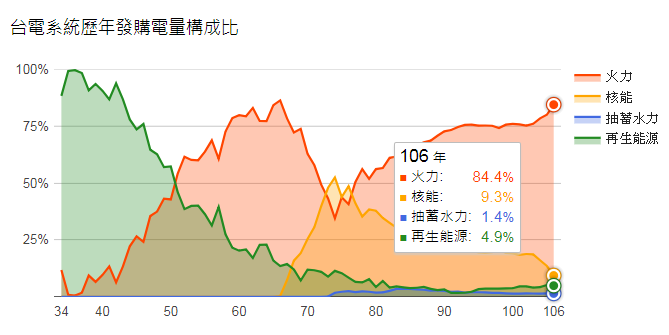 台電系統歷年發購電量構成比
100%
75%
50%
25%
34 40 50 60 70 80 90 100 106
火力
核能
抽蓄水力
再生能源
106 年
火力: 84.4%
核能: 9.3%
抽蓄水力: 1.4%
再生能源: 4.9%